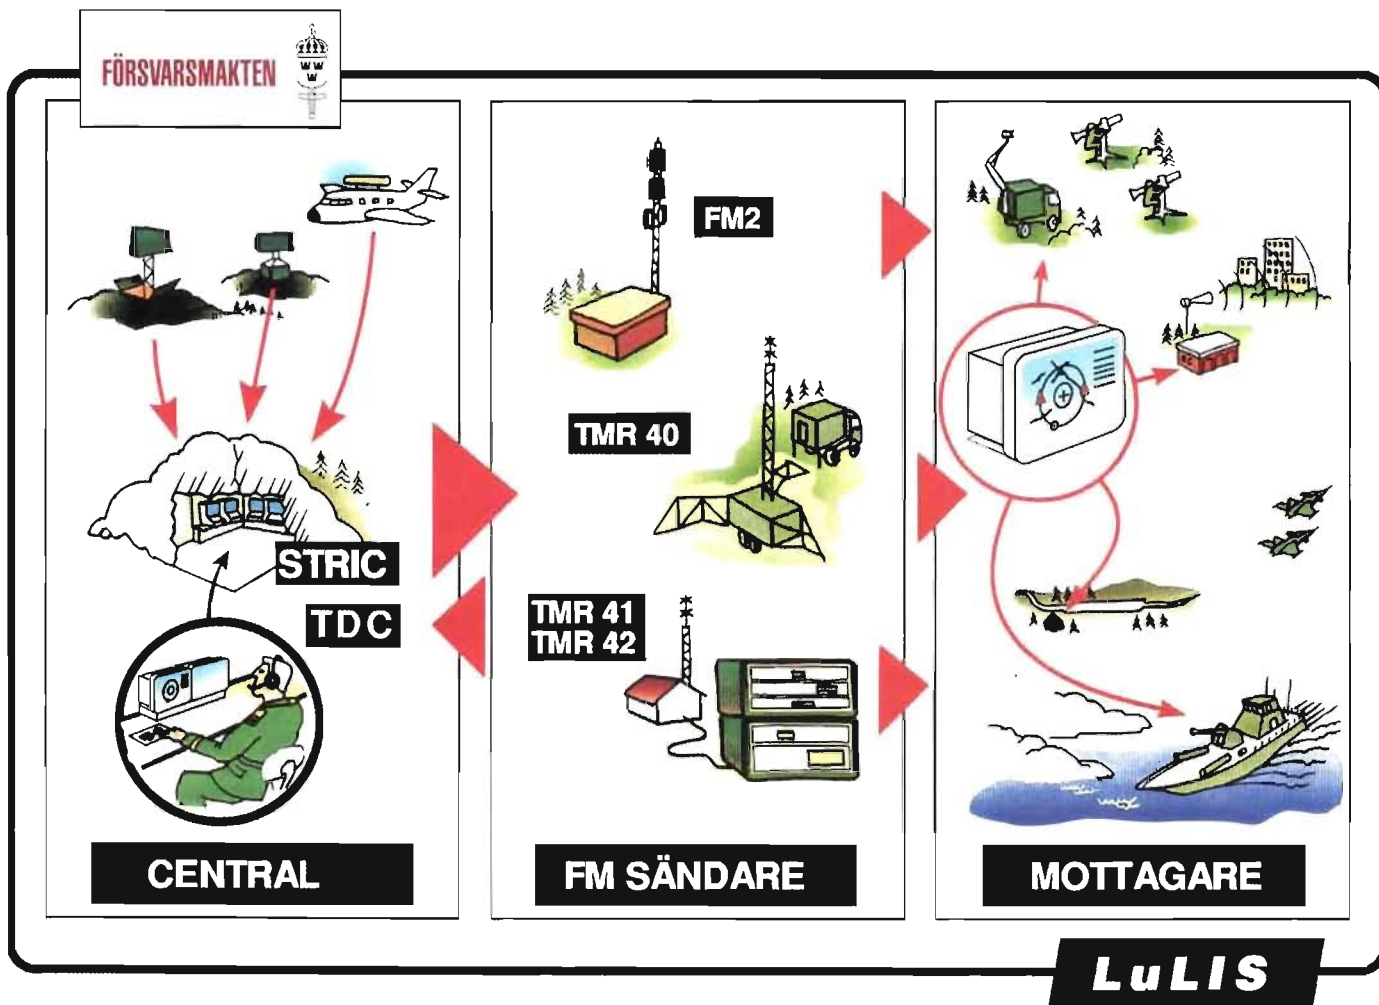 FÖRSVARSMAKTEN
STRIC
TDC
CENTRAL
FM2
TMR 40
TMR 41
TMR 42
FM SÄNDARE
MOTTAGARE
LuLIS